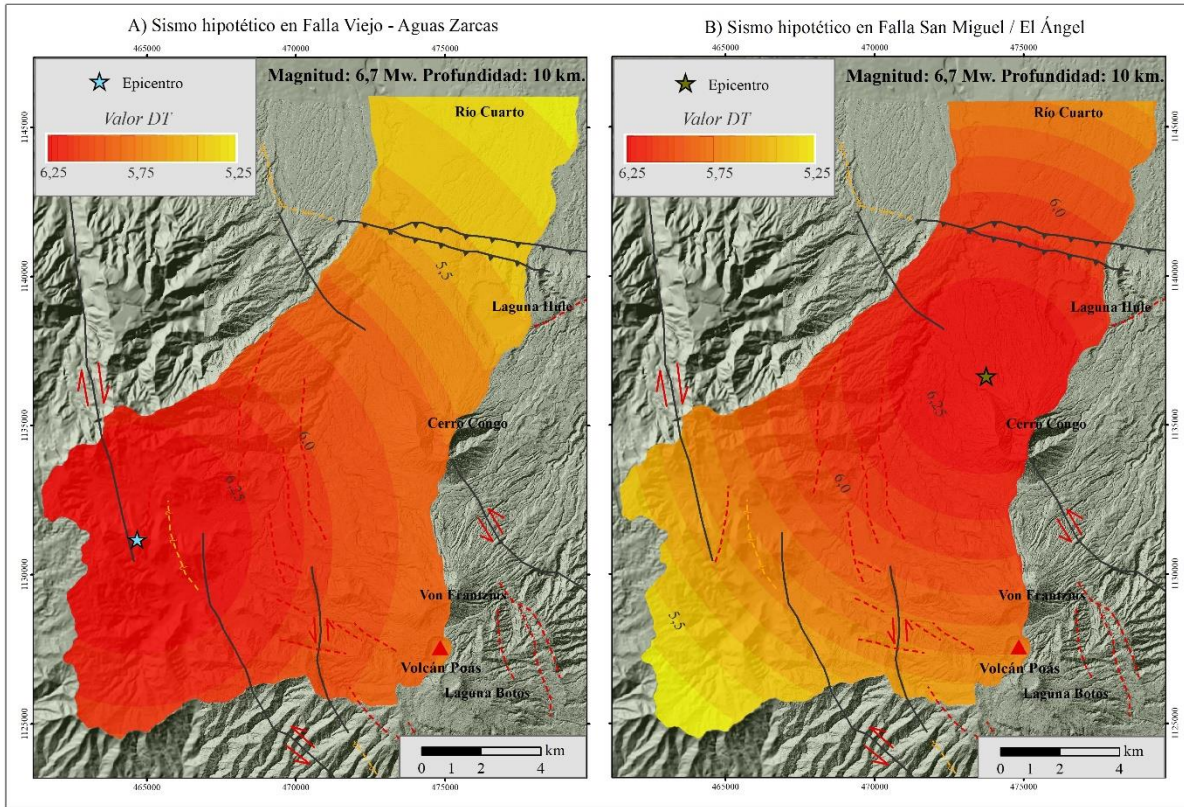 A) Sismo hipotético en Falla Viejo - Aguas Zarcas
465000 470000 475000
Epicentro
Valor DT
6,25 5,75 5,25
Magnitud: 6,7 Mw. Profundidad: 10 km.
Río Cuarto
1145000
1140000
5,5
Laguna Hule
1135000
Cerro Congo
6,0
6,25
1130000
Von Frantzius
Volcán Poás
Laguna Botos
1125000
km
0 1 2 4
465000 470000 475000
B) Sismo hipotético en Falla San Miguel / El Ángel
465000 470000 475000
Epicentro
Valor DT
6,25 5,75 5,25
Magnitud: 6,7 Mw. Profundidad: 10 km.
Río Cuarto
1145000
6,0
1140000
Laguna Hule
6,25
1135000
Cerro Congo
6,0
1130000
Von Frantzius
5,5
Volcán Poás
Laguna Botos
1125000
km
0 1 2 4
465000 470000 475000